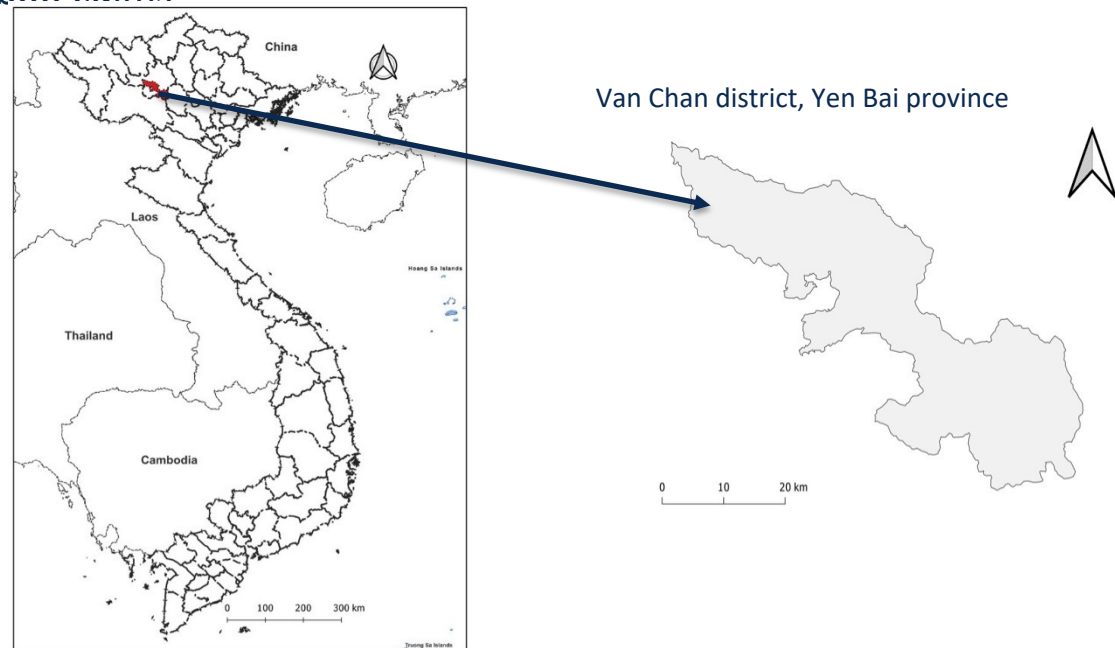 China
Van Chan district, Yen Bai province
Laos
Hoang Sa Islands
Thailand
Cambodia
0 10 20 km
0 100 200 300 km
Truong Sa Islands